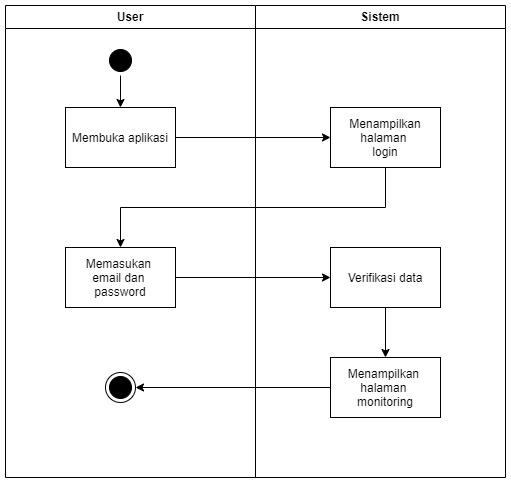 User
Sistem
Membuka aplikasi
Menampilkan
halaman
login
Memasukan
email dan
password
Verifikasi data
Menampilkan
halaman
monitoring